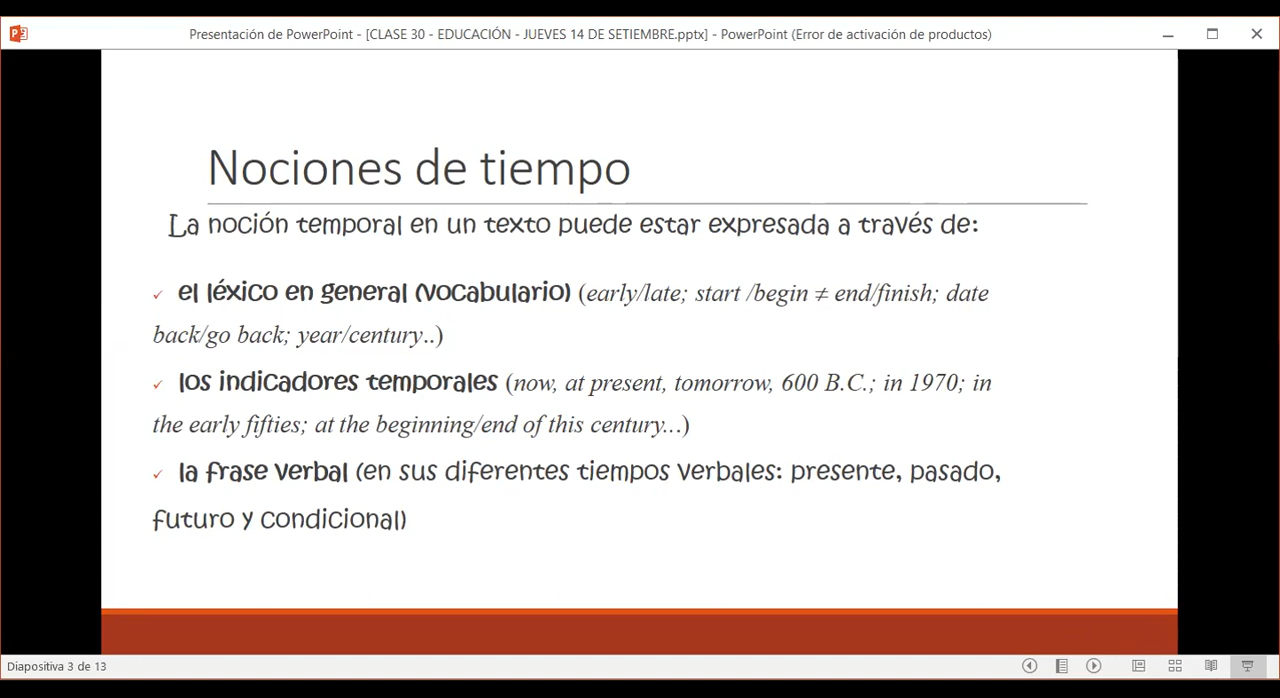 Presentación de PowerPoint - [CLASE 30 - EDUCACIÓN - JUEVES 14 DE SETIEMBRE.pptx] - PowerPoint (Error de activación de productos)
Nociones de tiempo
La noción temporal en un texto puede estar expresada a través de:
✓ el léxico en general (vocabulario) (early/late; start /begin ≠ end/finish; date
back/go back; year/century..)
✓ los indicadores temporales (now, at present, tomorrow, 600 B.C.; in 1970; in
the early fifties; at the beginning/end of this century...)
✓ la frase verbal (en sus diferentes tiempos verbales: presente, pasado,
futuro y condicional)
Diapositiva 3 de 13